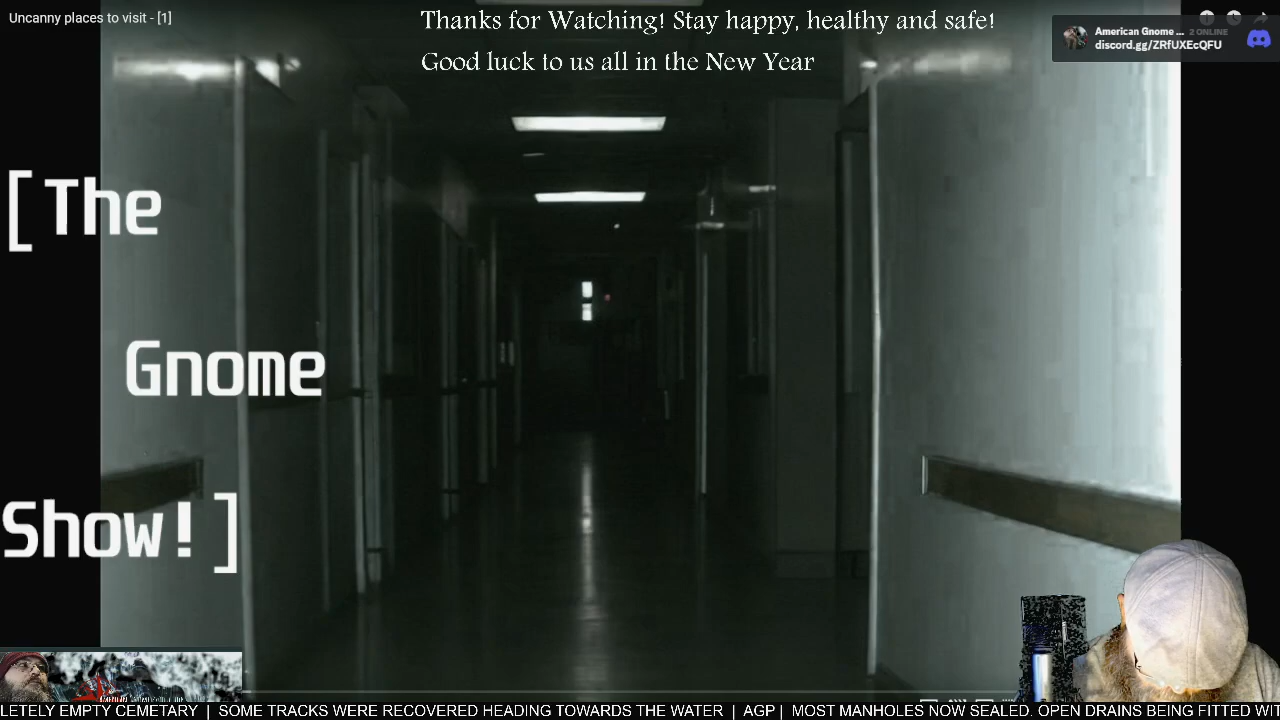 Uncanny places to visit - [1]
Thanks for Watching! Stay happy, healthy and safe!
Good luck to us all in the New Year
American Gnome ... 2 ONLINE
discord.gg/ZRfUXEcQFU
[The
Gnome
Show!]
LETELY EMPTY CEMETARY | SOME TRACKS WERE RECOVERED HEADING TOWARDS THE WATER | AGP | MOST MANHOLES NOW SEALED. OPEN DRAINS BEING FITTED WIT